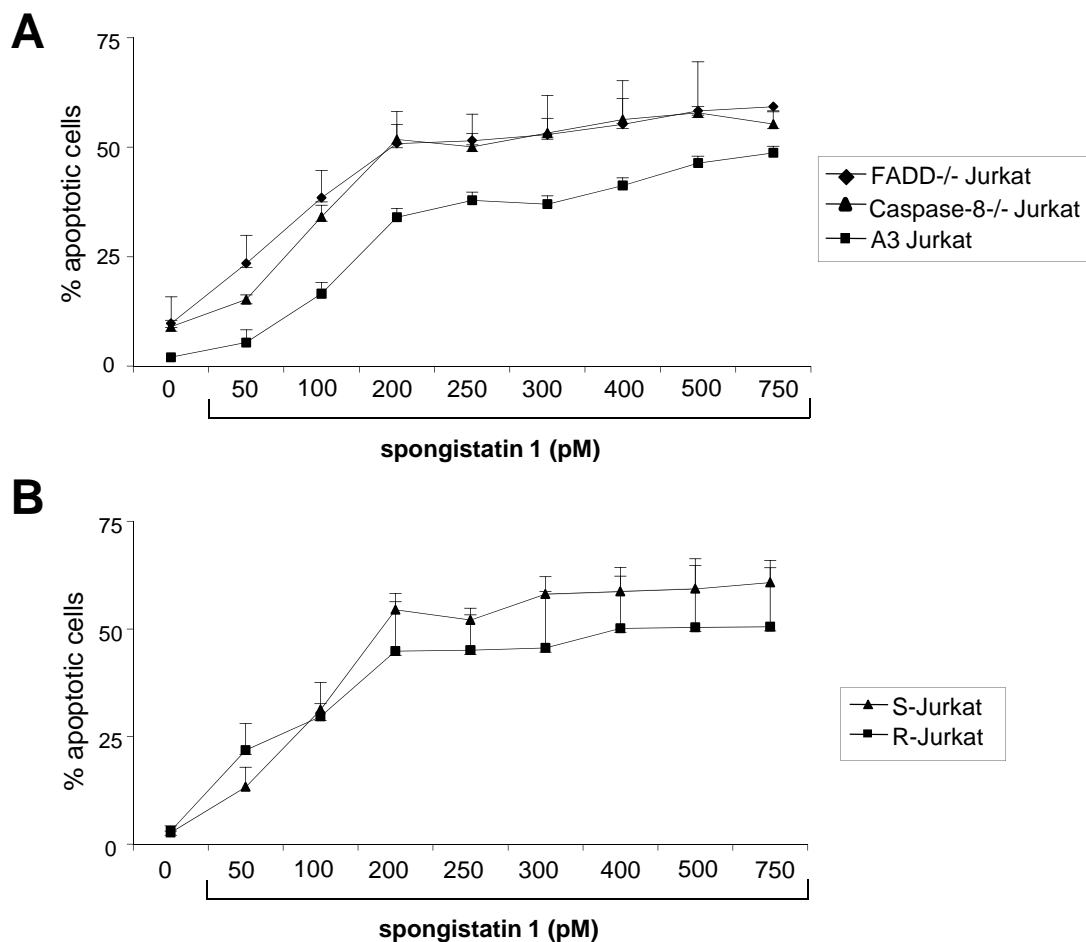 A
75
50
25
0
% apoptotic cells
0 50 100 200 250 300 400 500 750
spongistatin 1 (pM)
FADD-/- Jurkat
Caspase-8-/- Jurkat
A3 Jurkat
B
75
50
25
0
% apoptotic cells
0 50 100 200 250 300 400 500 750
spongistatin 1 (pM)
S-Jurkat
R-Jurkat